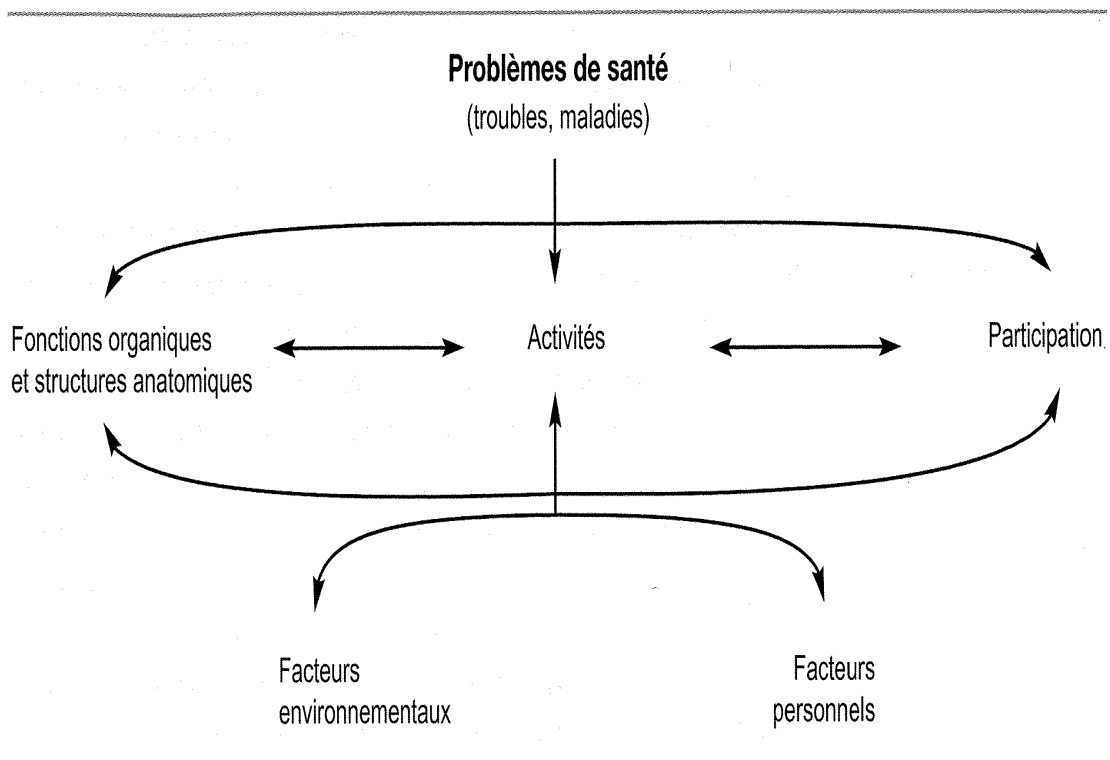 Problèmes de santé
(troubles, maladies)
Fonctions organiques
et structures anatomiques
Activités
Participation
Facteurs
environnementaux
Facteurs
personnels